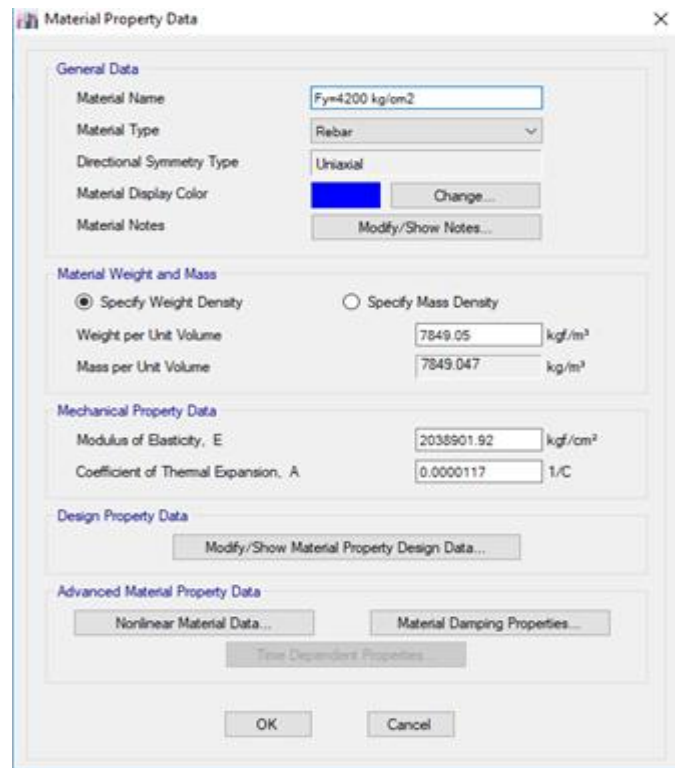 Material Property Data
General Data
Material Name Fy=4200 kg/cm2
Material Type Rebar
Directional Symmetry Type Uniaxial
Material Display Color Change...
Material Notes Modify/Show Notes...
Material Weight and Mass
Specify Weight Density Specify Mass Density
Weight per Unit Volume 7849.05 kgf/m³
Mass per Unit Volume 7849.047 kg/m³
Mechanical Property Data
Modulus of Elasticity, E 2038901.92 kgf/cm²
Coefficient of Thermal Expansion, A 0.0000117 1/C
Design Property Data
Modify/Show Material Property Design Data...
Advanced Material Property Data
Nonlinear Material Data... Material Damping Properties...
Time Dependent Properties...
OK Cancel